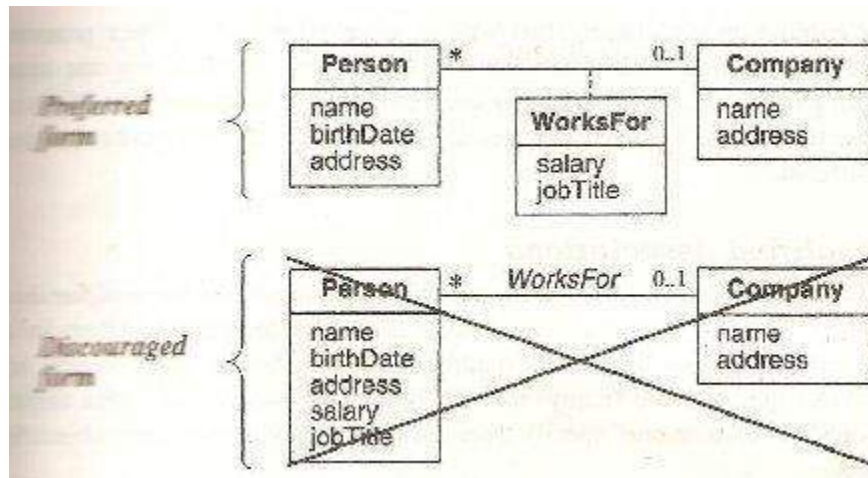 Person * 0..1 Company
Preferred form
name
birthDate
address
WorksFor
salary
jobTitle
name
address
Person * WorksFor 0..1 Company
Discouraged form
name
birthDate
address
salary
jobTitle
name
address